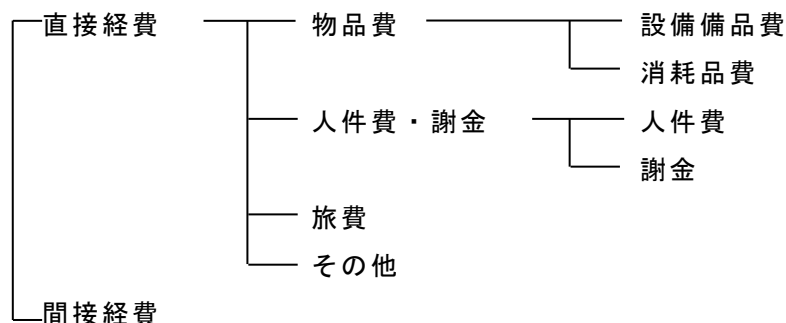 直接経費 物品費 設備備品費
消耗品費
人件費・謝金 人件費
謝金
旅費
その他
間接経費